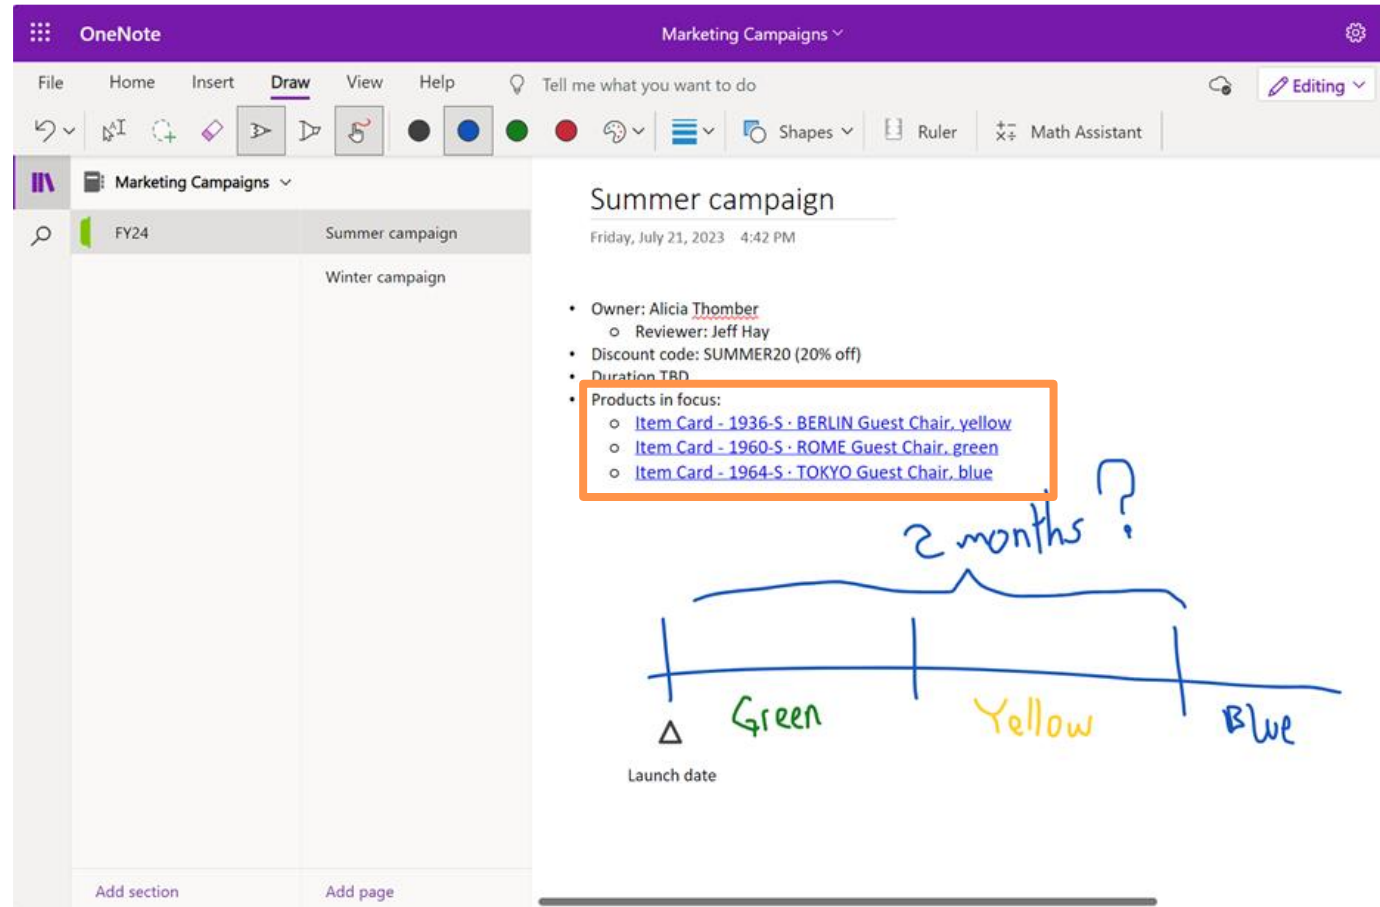 OneNote
Marketing Campaigns
File Home Insert Draw View Help Tell me what you want to do Editing
Shapes Ruler Math Assistant
Marketing Campaigns
FY24
Summer campaign
Winter campaign
Add section
Add page
Summer campaign
Friday, July 21, 2023 4:42 PM
• Owner: Alicia Thomber
o Reviewer: Jeff Hay
• Discount code: SUMMER20 (20% off)
• Duration TBD
• Products in focus:
o Item Card - 1936-S · BERLIN Guest Chair, yellow
o Item Card - 1960-S · ROME Guest Chair, green
o Item Card - 1964-S · TOKYO Guest Chair, blue
2 months ?
Green Yellow Blue
Launch date